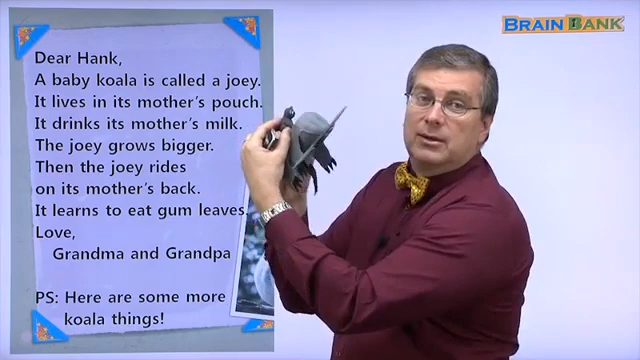 BRAIN BANK
Dear Hank,
A baby koala is called a joey.
It lives in its mother's pouch.
It drinks its mother's milk.
The joey grows bigger.
Then the joey rides
on its mother's back.
It learns to eat gum leaves.
Love,
Grandma and Grandpa
PS: Here are some more
koala things!